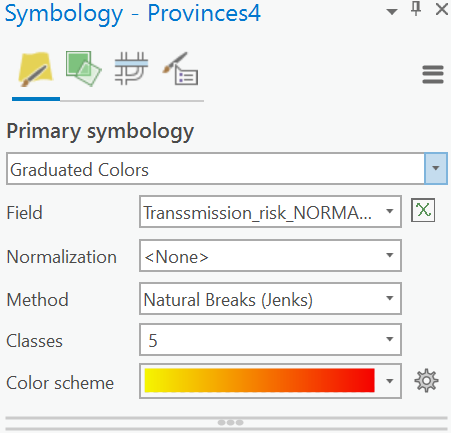 Symbology - Provinces4
Primary symbology
Graduated Colors
Field Transsmission_risk_NORMA...
Normalization <None>
Method Natural Breaks (Jenks)
Classes 5
Color scheme